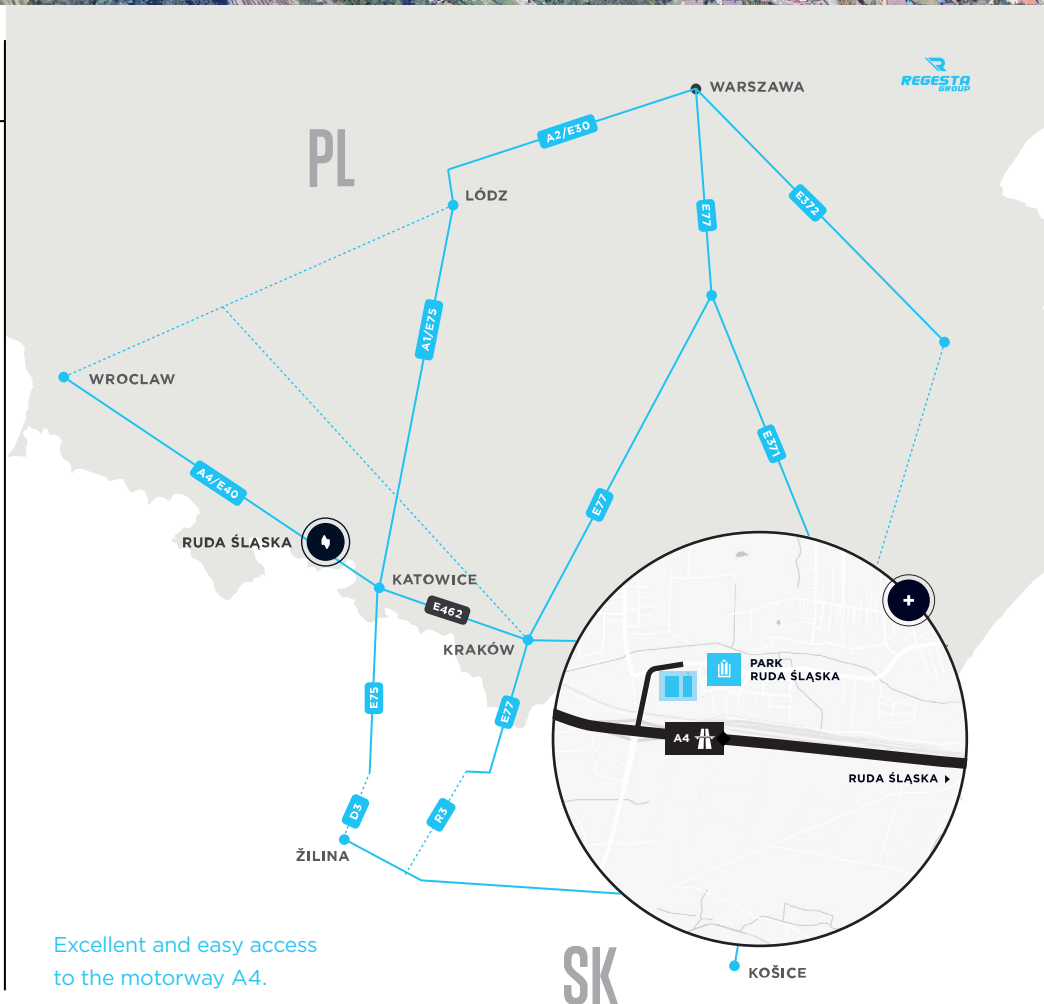 REGESTA
GROUP
WARSZAWA
A2/E30
PL
LÓDZ
E77
E372
A1/E75
WROCLAW
E371
A4/E40
E77
RUDA ŚLĄSKA
KATOWICE
E462
KRAKÓW
PARK
RUDA ŚLĄSKA
E75
E77
A4
RUDA ŚLĄSKA
D3
R3
ŽILINA
Excellent and easy access
to the motorway A4.
SK
KOŠICE